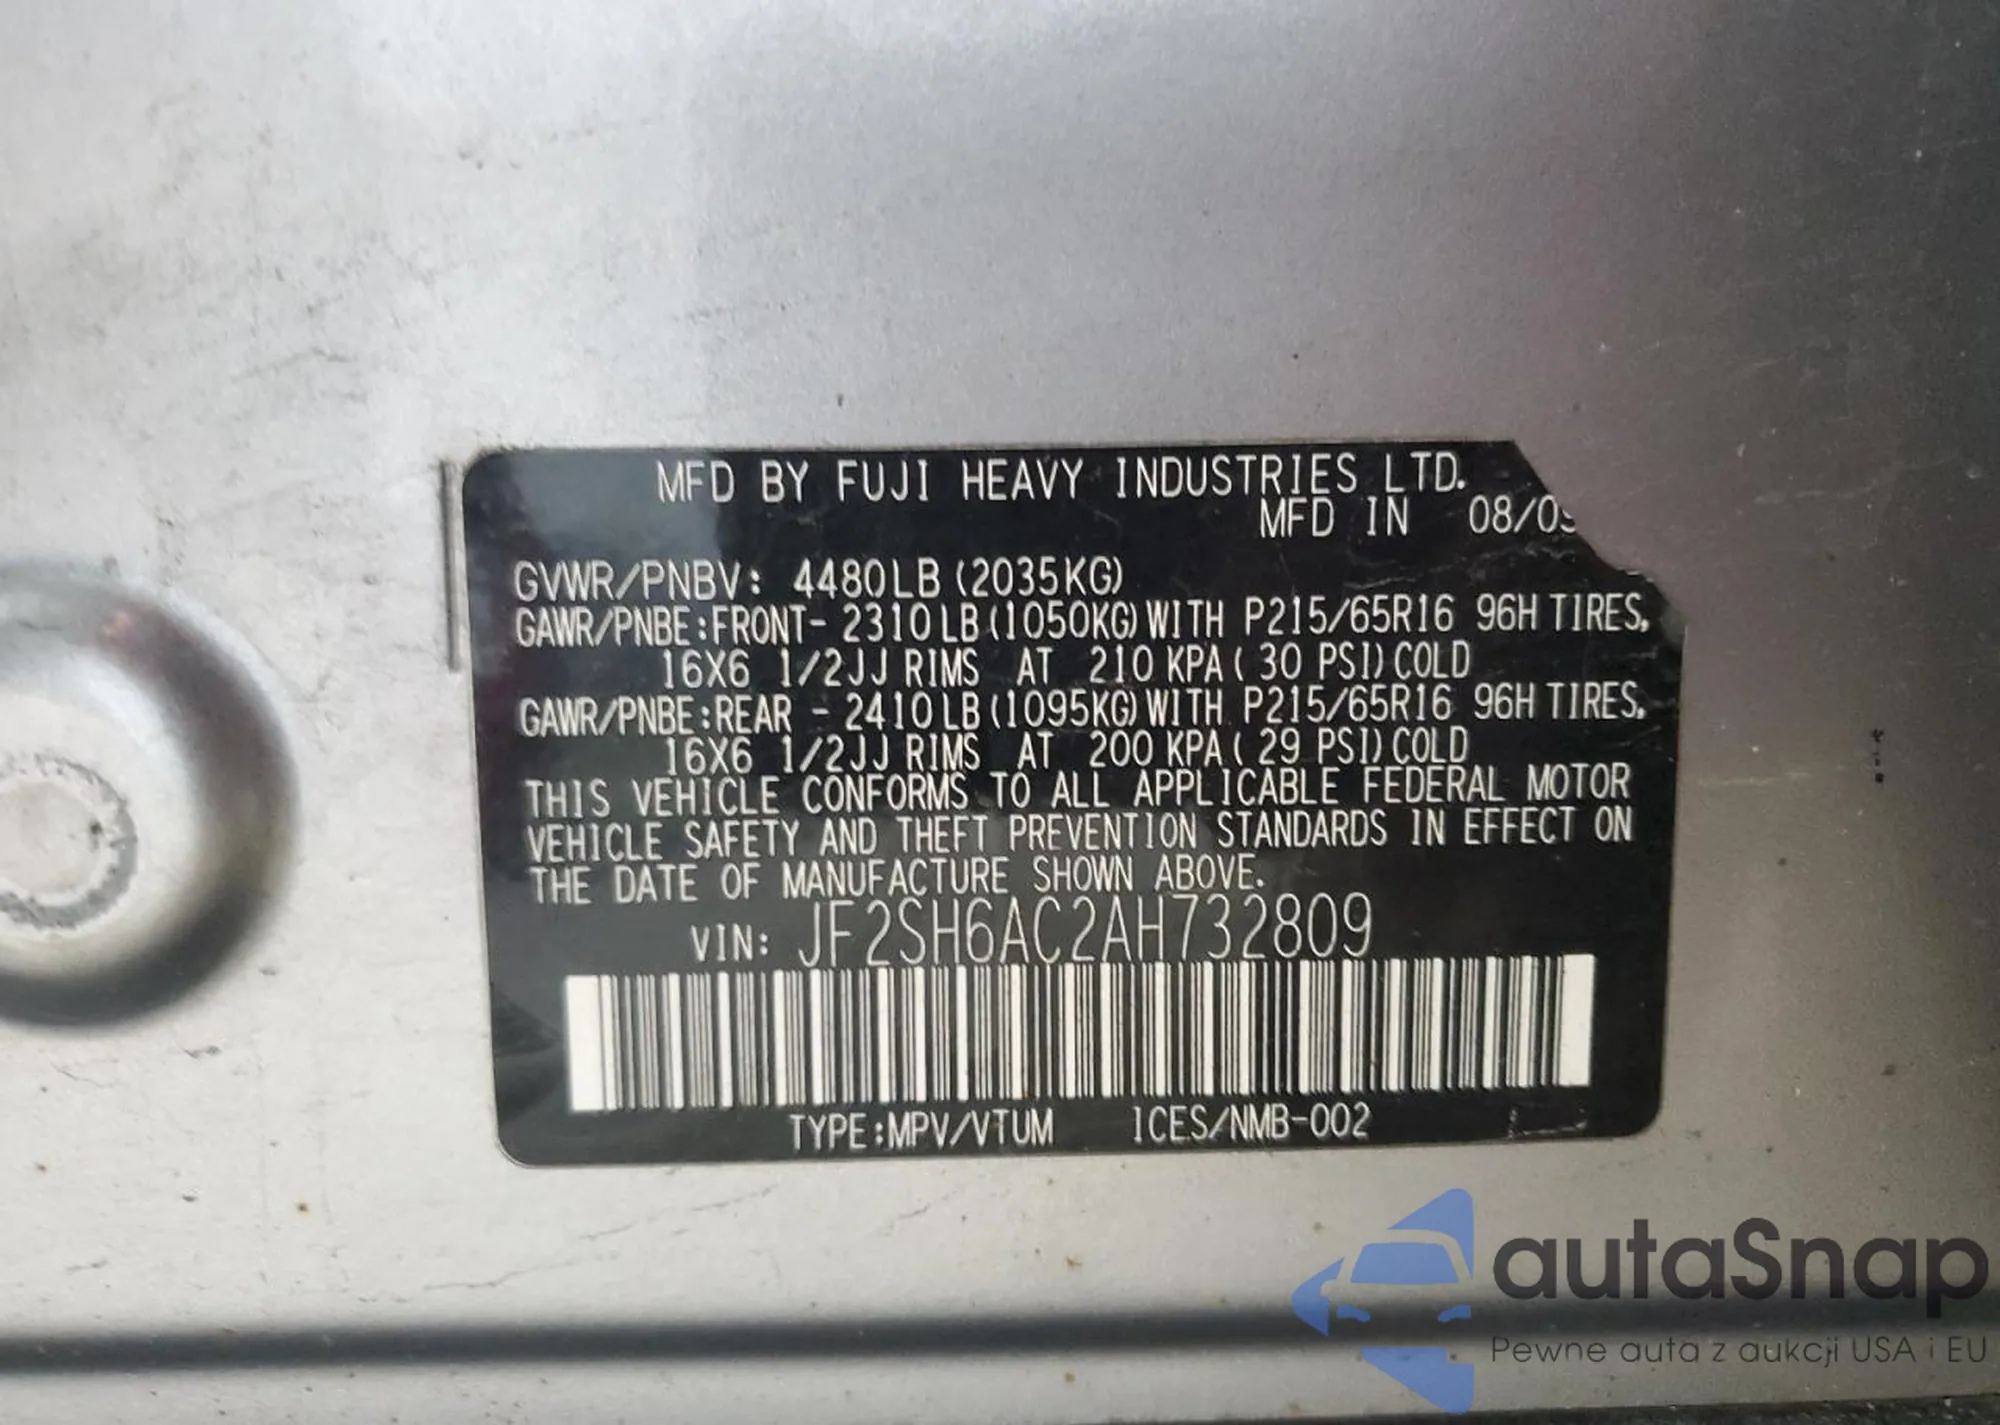 MFD BY FUJI HEAVY INDUSTRIES LTD.
MFD IN 08/09
GVWR/PNBV: 4480LB (2035KG)
GAWR/PNBE:FRONT- 2310LB(1050KG)WITH P215/65R16 96H TIRES,
16X6 1/2JJ RIMS AT 210 KPA( 30 PSI)COLD
GAWR/PNBE:REAR - 2410LB(1095KG)WITH P215/65R16 96H TIRES,
16X6 1/2JJ RIMS AT 200 KPA( 29 PSI)COLD
THIS VEHICLE CONFORMS TO ALL APPLICABLE FEDERAL MOTOR
VEHICLE SAFETY AND THEFT PREVENTION STANDARDS IN EFFECT ON
THE DATE OF MANUFACTURE SHOWN ABOVE.
VIN: JF2SH6AC2AH732809
TYPE:MPV/VTUM ICES/NMB-002
autaSnap
Pewne auta z aukcji USA i EU